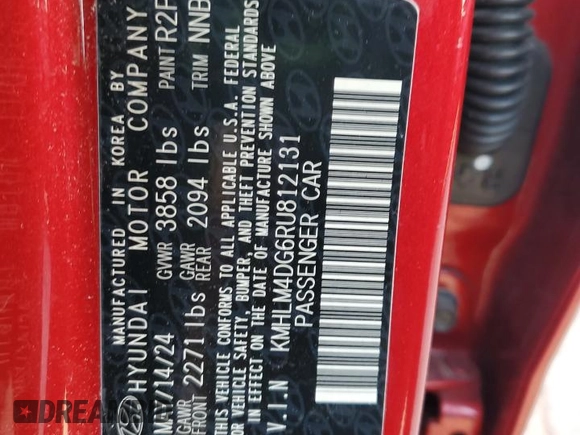 MANUFACTURED IN KOREA BY
HYUNDAI MOTOR COMPANY
/14/24 GVWR 3858 lbs PAINT R2
GAWR FRONT 2271 lbs GAWR REAR 2094 lbs TRIM NNB
THIS VEHICLE CONFORMS TO ALL APPLICABLE U.S.A. FEDERAL
MOTOR VEHICLE SAFETY, BUMPER, AND THEFT PREVENTION STANDARDS
IN EFFECT ON THE DATE OF MANUFACTURE SHOWN ABOVE
V.I.N KMHLM4DG6RU812131
PASSENGER CAR